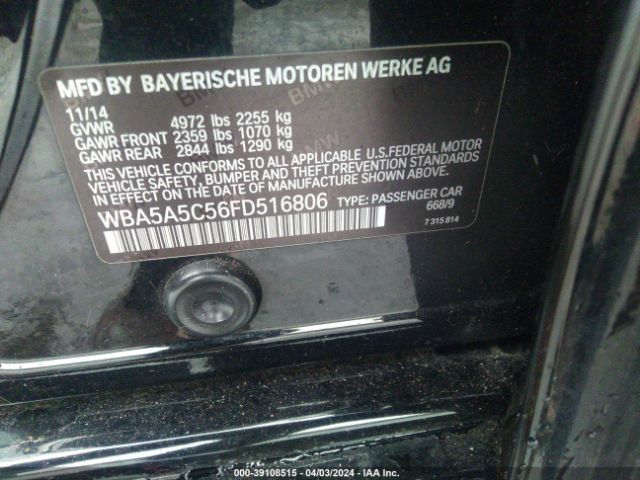 MFD BY BAYERISCHE MOTOREN WERKE AG
11/14
GVWR 4972 lbs 2255 kg
GAWR FRONT 2359 lbs 1070 kg
GAWR REAR 2844 lbs 1290 kg
THIS VEHICLE CONFORMS TO ALL APPLICABLE U.S.FEDERAL MOTOR
VEHICLE SAFETY, BUMPER AND THEFT PREVENTION STANDARDS
IN EFFECT ON THE DATE OF MANUFACTURE SHOWN ABOVE.
WBA5A5C56FD516806 TYPE: PASSENGER CAR
668/9
7 315 814
000-39108515 - 04/03/2024 - IAA Inc.